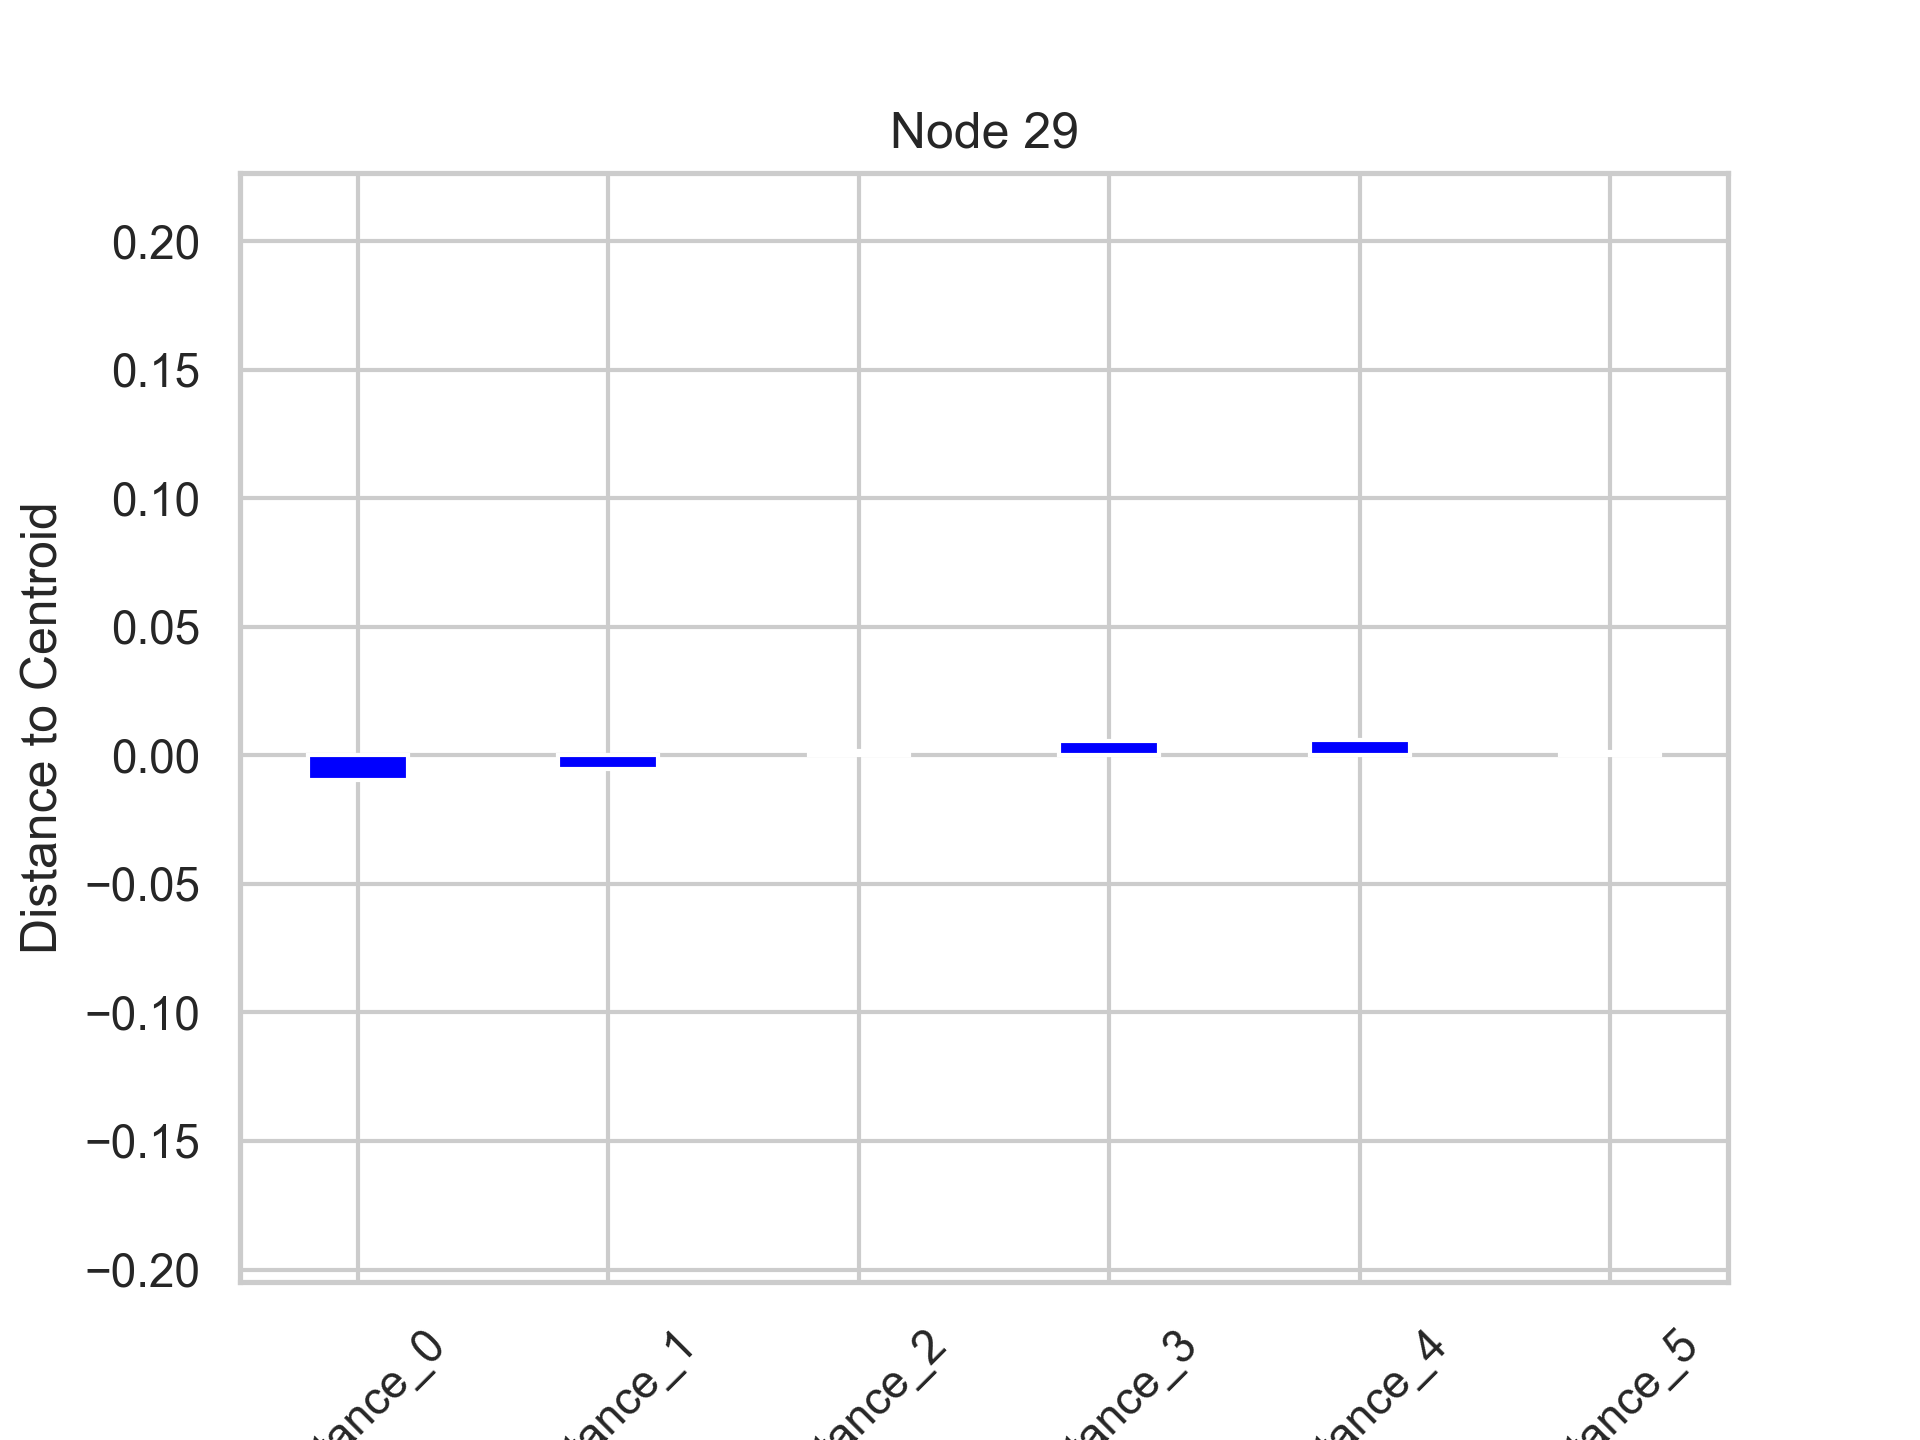 Node 29
0.20
0.15
0.10
0.05
0.00
−0.05
−0.10
−0.15
−0.20
Distance to Centroid
tance_0
tance_1
tance_2
tance_3
tance_4
tance_5